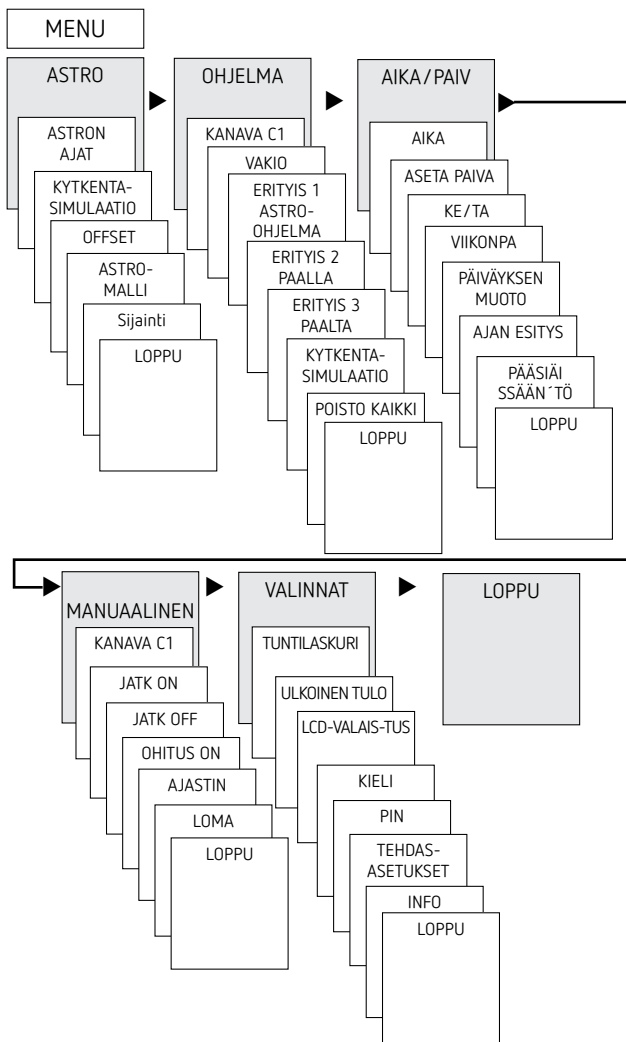 MENU
ASTRO
ASTRON
AJAT
KYTKENTA-
SIMULAATIO
OFFSET
ASTRO-
MALLI
Sijainti
LOPPU
OHJELMA
KANAVA C1
VAKIO
ERITYIS 1
ASTRO-
OHJELMA
ERITYIS 2
PAALLA
ERITYIS 3
PAALTA
KYTKENTA-
SIMULAATIO
POISTO KAIKKI
LOPPU
AIKA/PAIV
AIKA
ASETA PAIVA
KE/TA
VIIKONPA
PÄIVÄYKSEN
MUOTO
AJAN ESITYS
PÄÄSIÄI
SSÄÄN´TÖ
LOPPU
MANUAALINEN
KANAVA C1
JATK ON
JATK OFF
OHITUS ON
AJASTIN
LOMA
LOPPU
VALINNAT
TUNTILASKURI
ULKOINEN TULO
LCD-VALAIS-TUS
KIELI
PIN
TEHDAS-
ASETUKSET
INFO
LOPPU
LOPPU